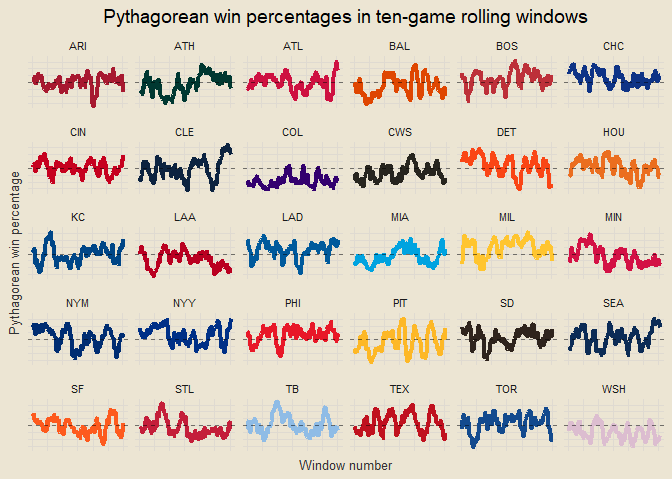 Pythagorean win percentages in ten-game rolling windows
ARI ATH ATL BAL BOS CHC
CIN CLE COL CWS DET HOU
KC LAA LAD MIA MIL MIN
NYM NYY PHI PIT SD SEA
SF STL TB TEX TOR WSH
Pythagorean win percentage
Window number